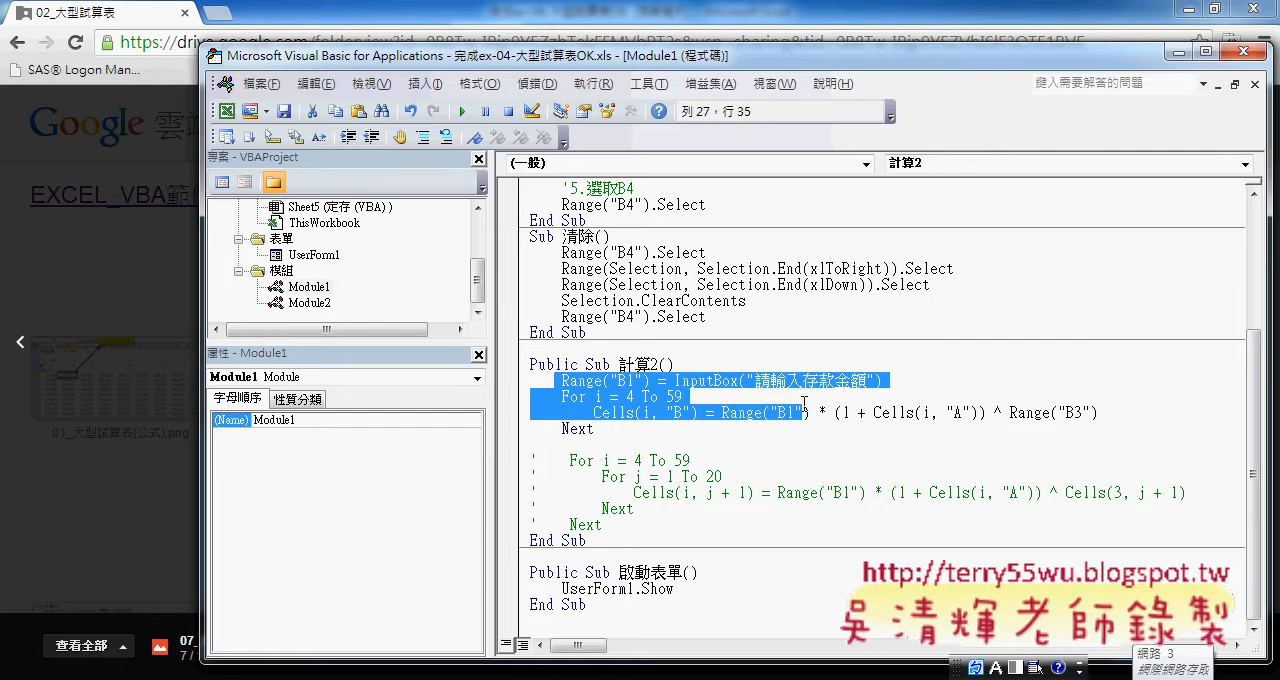 02_大型試算表
https://drive.google.com/folderview?id=
SAS® Logon Man...
Google 雲端
EXCEL_VBA範
01_大型試算表(公式).png
查看全部
07_
7 /
Microsoft Visual Basic for Applications - 完成ex-04-大型試算表OK.xls - [Module1 (程式碼)]
檔案(F) 編輯(E) 檢視(V) 插入(I) 格式(O) 偵錯(D) 執行(R) 工具(T) 增益集(A) 視窗(W) 說明(H)
鍵入需要解答的問題
列 27，行 35
專案 - VBAProject
Sheet5 (定存 (VBA) )
ThisWorkbook
表單
UserForm1
模組
Module1
Module2
屬性 - Module1
Module1 Module
字母順序 性質分類
(Name) Module1
(一般) 計算2
'5.選取B4
Range("B4").Select
End Sub
Sub 清除()
Range("B4").Select
Range(Selection, Selection.End(xlToRight)).Select
Range(Selection, Selection.End(xlDown)).Select
Selection.ClearContents
Range("B4").Select
End Sub
Public Sub 計算2()
Range("B1") = InputBox("請輸入存款金額")
For i = 4 To 59
Cells(i, "B") = Range("B1") * (1 + Cells(i, "A")) ^ Range("B3")
Next
'
' For i = 4 To 59
' For j = 1 To 20
' Cells(i, j + 1) = Range("B1") * (1 + Cells(i, "A")) ^ Cells(3, j + 1)
' Next
' Next
End Sub
Public Sub 啟動表單()
UserForm1.Show
End Sub
http://terry55wu.blogspot.tw
吳清輝老師錄製
網路 3
網際網路存取